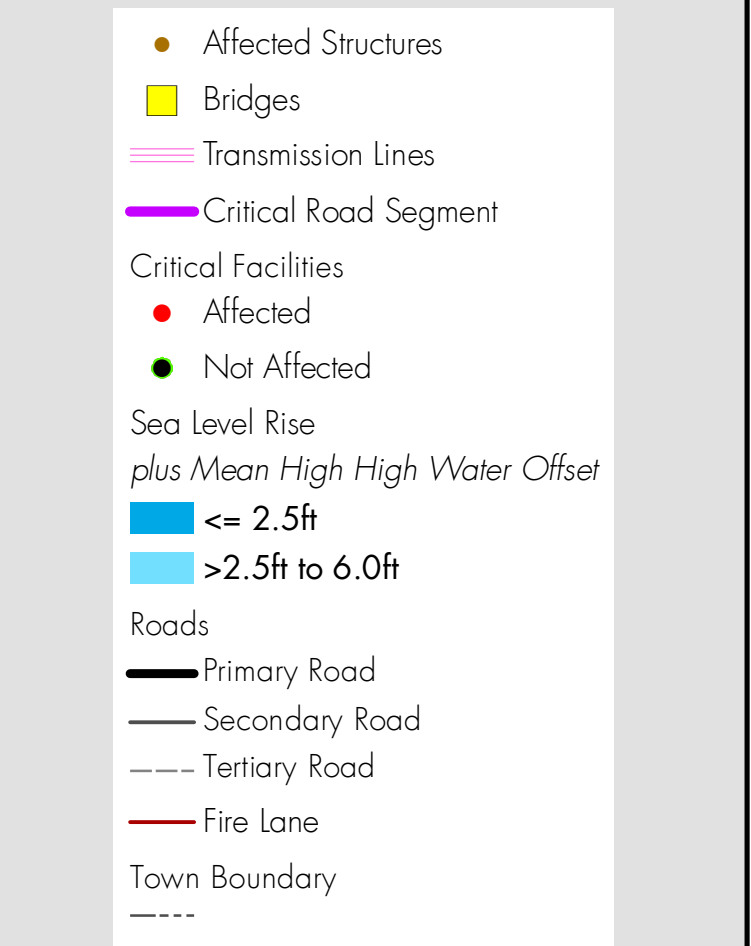 Affected Structures
Bridges
Transmission Lines
Critical Road Segment
Critical Facilities
Affected
Not Affected
Sea Level Rise
plus Mean High High Water Offset
<= 2.5ft
>2.5ft to 6.0ft
Roads
Primary Road
Secondary Road
Tertiary Road
Fire Lane
Town Boundary